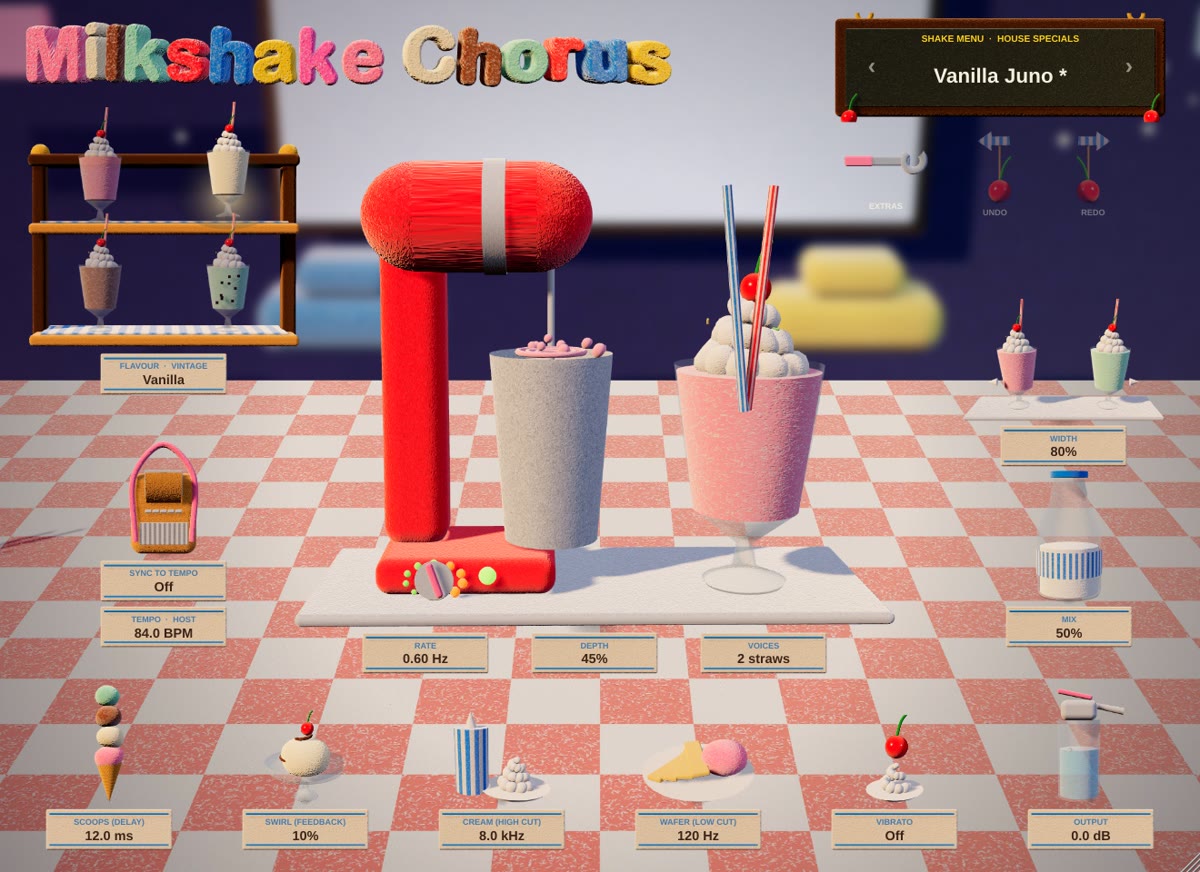 Milkshake Chorus
SHAKE MENU · HOUSE SPECIALS
‹ Vanilla Juno * ›
EXTRAS
UNDO
REDO
FLAVOUR · VINTAGE
Vanilla
WIDTH
80%
SYNC TO TEMPO
Off
TEMPO · HOST
84.0 BPM
MIX
50%
RATE
0.60 Hz
DEPTH
45%
VOICES
2 straws
SCOOPS (DELAY)
12.0 ms
SWIRL (FEEDBACK)
10%
CREAM (HIGH CUT)
8.0 kHz
WAFER (LOW CUT)
120 Hz
VIBRATO
Off
OUTPUT
0.0 dB